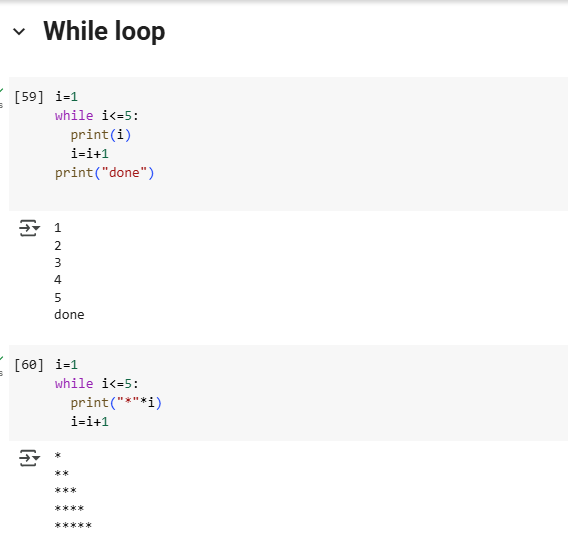 While loop
[59] i=1
while i<=5:
  print(i)
  i=i+1
print("done")
1
2
3
4
5
done
[60] i=1
while i<=5:
  print("*"*i)
  i=i+1
*
**
***
****
*****